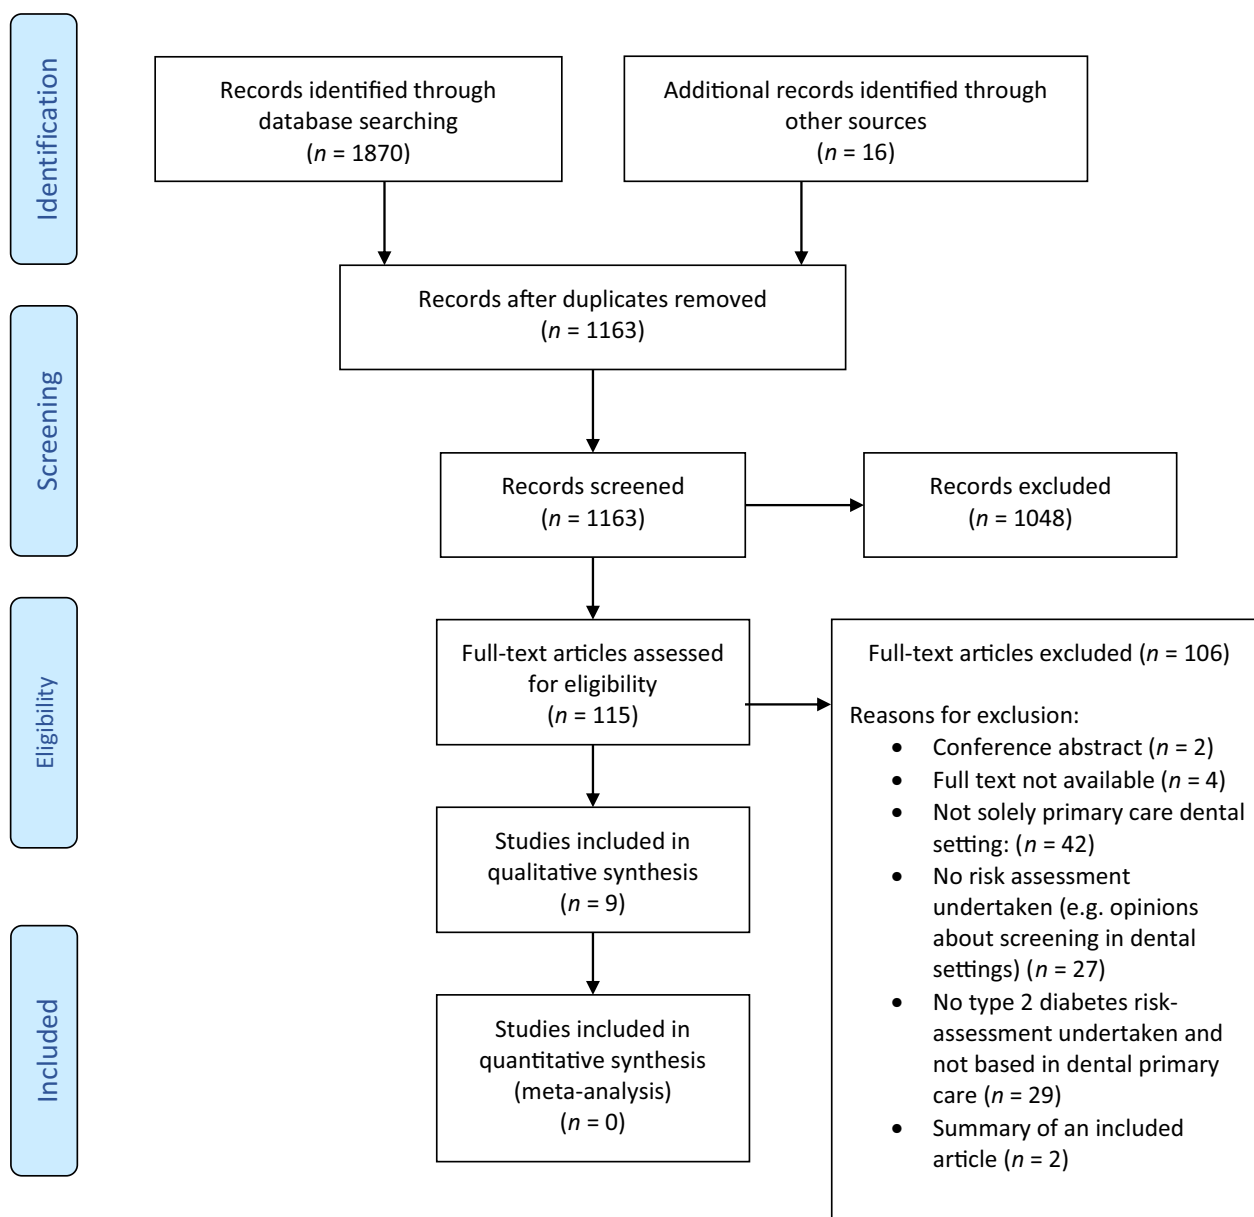 Identification
Records identified through
database searching
(n = 1870)
Additional records identified through
other sources
(n = 16)
Records after duplicates removed
(n = 1163)
Screening
Records screened
(n = 1163)
Records excluded
(n = 1048)
Eligibility
Full-text articles assessed
for eligibility
(n = 115)
Full-text articles excluded (n = 106)
Reasons for exclusion:
• Conference abstract (n = 2)
• Full text not available (n = 4)
• Not solely primary care dental
setting: (n = 42)
• No risk assessment
undertaken (e.g. opinions
about screening in dental
settings) (n = 27)
• No type 2 diabetes risk-
assessment undertaken and
not based in dental primary
care (n = 29)
• Summary of an included
article (n = 2)
Studies included in
qualitative synthesis
(n = 9)
Included
Studies included in
quantitative synthesis
(meta-analysis)
(n = 0)